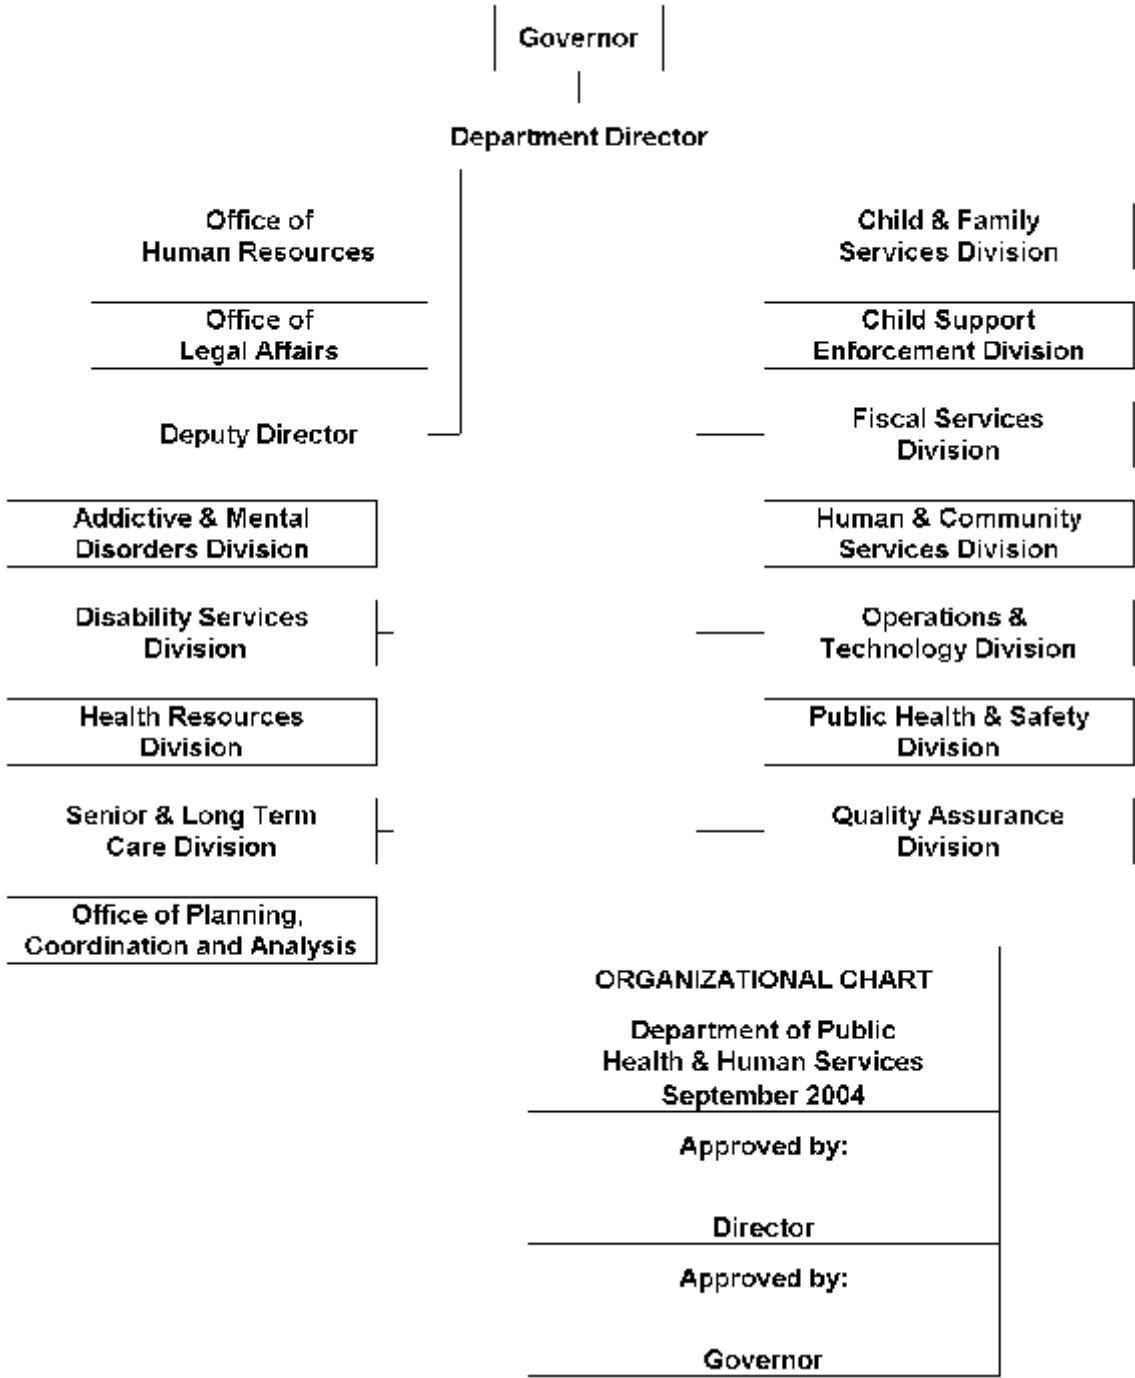 Governor
Department Director
Office of
Human Resources
Office of
Legal Affairs
Deputy Director
Addictive & Mental
Disorders Division
Disability Services
Division
Health Resources
Division
Senior & Long Term
Care Division
Office of Planning,
Coordination and Analysis
Child & Family
Services Division
Child Support
Enforcement Division
Fiscal Services
Division
Human & Community
Services Division
Operations &
Technology Division
Public Health & Safety
Division
Quality Assurance
Division
ORGANIZATIONAL CHART
Department of Public
Health & Human Services
September 2004
Approved by:
Director
Approved by:
Governor